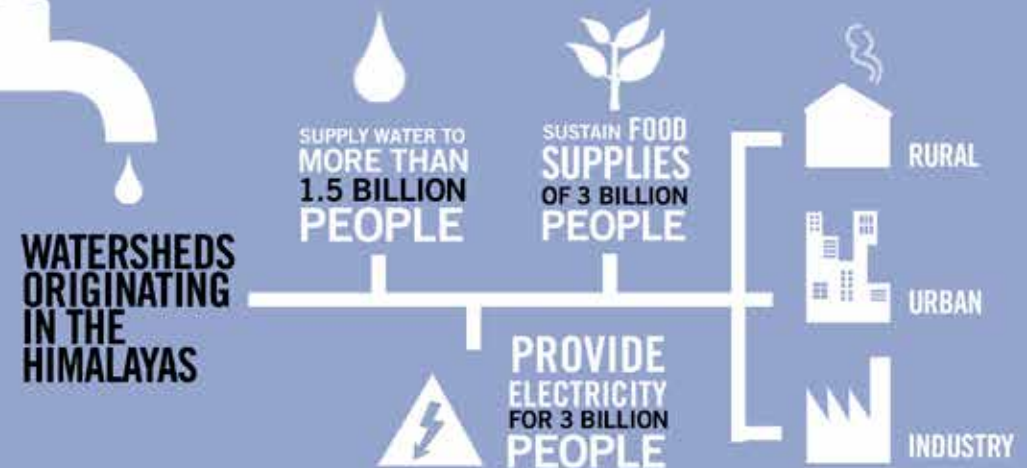 WATERSHEDS
ORIGINATING
IN THE
HIMALAYAS
SUPPLY WATER TO
MORE THAN
1.5 BILLION
PEOPLE
SUSTAIN FOOD
SUPPLIES
OF 3 BILLION
PEOPLE
PROVIDE
ELECTRICITY
FOR 3 BILLION
PEOPLE
RURAL
URBAN
INDUSTRY